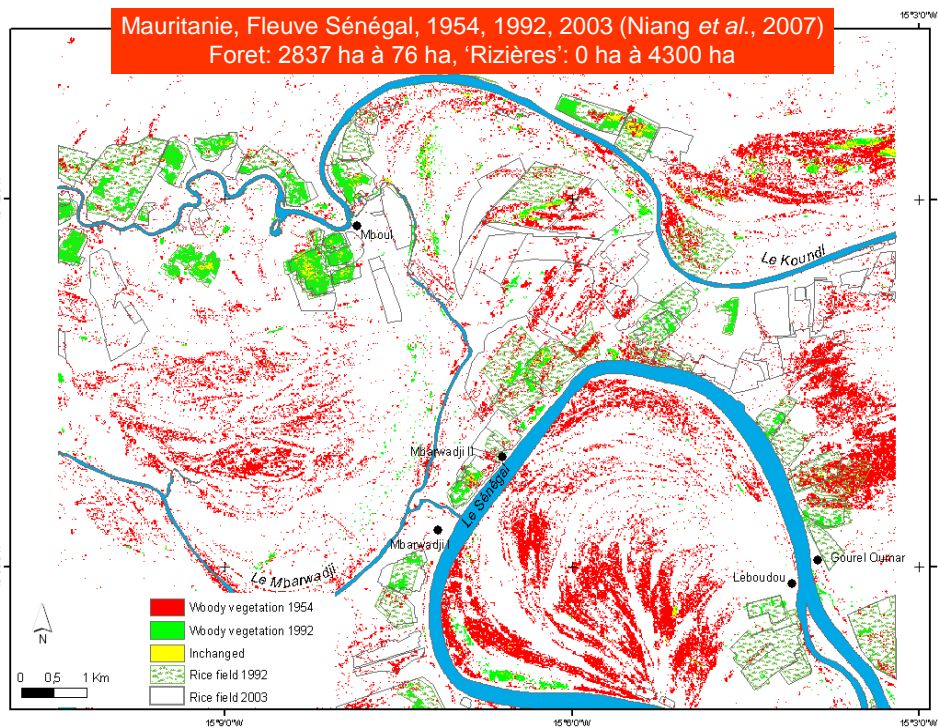 Mauritanie, Fleuve Sénégal, 1954, 1992, 2003 (Niang et al., 2007)
Foret: 2837 ha à 76 ha, ‘Rizières’: 0 ha à 4300 ha
15°3'0"W
Mboul
Le Koundi
Mbarwadji II
Le Sénégal
Mbarwadji I
Gourel Oumar
Leboudou
Le Mbarwadji
Woody vegetation 1954
Woody vegetation 1992
Inchanged
Rice field 1992
Rice field 2003
N
0 0,5 1 Km
15°9'0"W
15°6'0"W
15°3'0"W